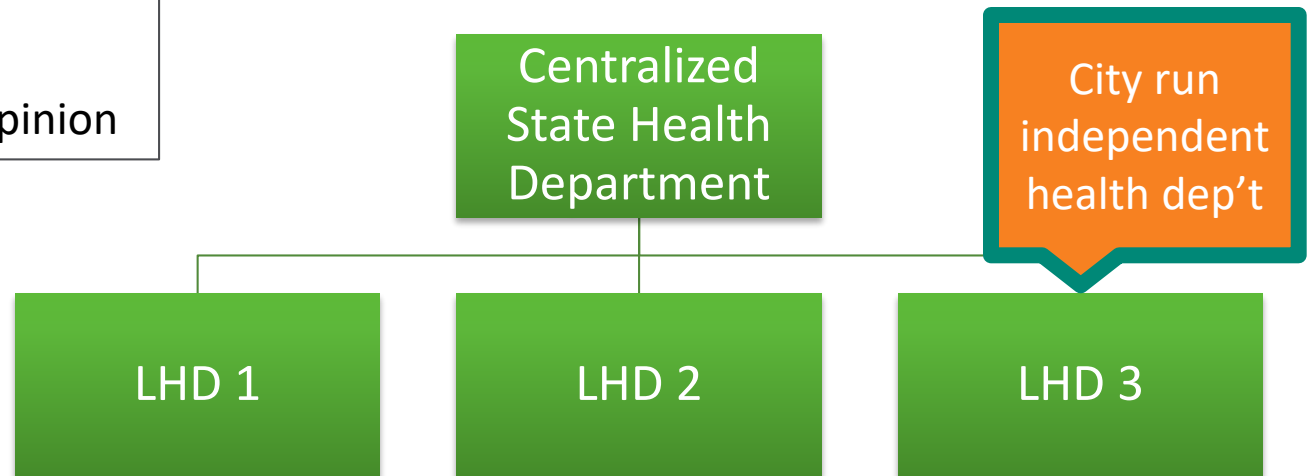 pinion
Centralized
State Health
Department
City run
independent
health dep’t
LHD 1
LHD 2
LHD 3